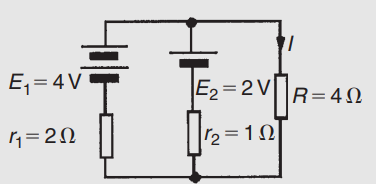 I
E₁ = 4 V
E₂ = 2 V
R = 4 Ω
r₁ = 2 Ω
r₂ = 1 Ω